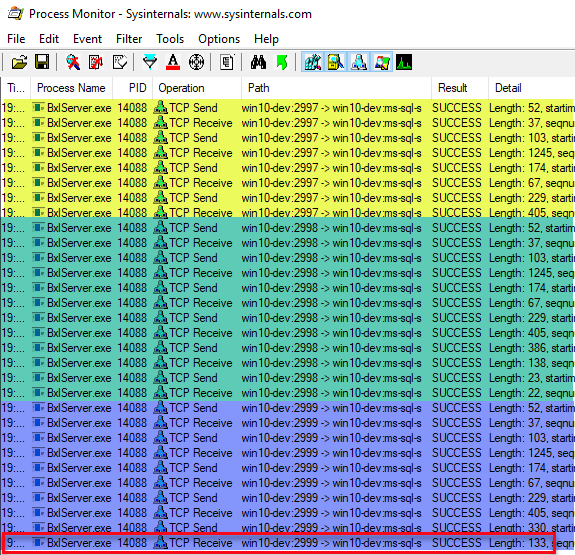 Process Monitor - Sysinternals: www.sysinternals.com
File Edit Event Filter Tools Options Help
Ti... Process Name PID Operation Path Result Detail
19:... BxlServer.exe 14088 TCP Send win10-dev:2997 -> win10-dev:ms-sql-s SUCCESS Length: 52, startim
19:... BxlServer.exe 14088 TCP Receive win10-dev:2997 -> win10-dev:ms-sql-s SUCCESS Length: 37, seqnu
19:... BxlServer.exe 14088 TCP Send win10-dev:2997 -> win10-dev:ms-sql-s SUCCESS Length: 103, startin
19:... BxlServer.exe 14088 TCP Receive win10-dev:2997 -> win10-dev:ms-sql-s SUCCESS Length: 1245, seqn
19:... BxlServer.exe 14088 TCP Send win10-dev:2997 -> win10-dev:ms-sql-s SUCCESS Length: 174, startin
19:... BxlServer.exe 14088 TCP Receive win10-dev:2997 -> win10-dev:ms-sql-s SUCCESS Length: 67, seqnu
19:... BxlServer.exe 14088 TCP Send win10-dev:2997 -> win10-dev:ms-sql-s SUCCESS Length: 229, startin
19:... BxlServer.exe 14088 TCP Receive win10-dev:2997 -> win10-dev:ms-sql-s SUCCESS Length: 405, seqn
19:... BxlServer.exe 14088 TCP Send win10-dev:2998 -> win10-dev:ms-sql-s SUCCESS Length: 52, startim
19:... BxlServer.exe 14088 TCP Receive win10-dev:2998 -> win10-dev:ms-sql-s SUCCESS Length: 37, seqnu
19:... BxlServer.exe 14088 TCP Send win10-dev:2998 -> win10-dev:ms-sql-s SUCCESS Length: 103, startin
19:... BxlServer.exe 14088 TCP Receive win10-dev:2998 -> win10-dev:ms-sql-s SUCCESS Length: 1245, seqn
19:... BxlServer.exe 14088 TCP Send win10-dev:2998 -> win10-dev:ms-sql-s SUCCESS Length: 174, startin
19:... BxlServer.exe 14088 TCP Receive win10-dev:2998 -> win10-dev:ms-sql-s SUCCESS Length: 67, seqnu
19:... BxlServer.exe 14088 TCP Send win10-dev:2998 -> win10-dev:ms-sql-s SUCCESS Length: 229, startin
19:... BxlServer.exe 14088 TCP Receive win10-dev:2998 -> win10-dev:ms-sql-s SUCCESS Length: 405, seqn
19:... BxlServer.exe 14088 TCP Send win10-dev:2998 -> win10-dev:ms-sql-s SUCCESS Length: 386, startin
19:... BxlServer.exe 14088 TCP Receive win10-dev:2998 -> win10-dev:ms-sql-s SUCCESS Length: 138, seqn
19:... BxlServer.exe 14088 TCP Send win10-dev:2998 -> win10-dev:ms-sql-s SUCCESS Length: 23, startim
19:... BxlServer.exe 14088 TCP Receive win10-dev:2998 -> win10-dev:ms-sql-s SUCCESS Length: 22, seqnu
19:... BxlServer.exe 14088 TCP Send win10-dev:2999 -> win10-dev:ms-sql-s SUCCESS Length: 52, startim
19:... BxlServer.exe 14088 TCP Receive win10-dev:2999 -> win10-dev:ms-sql-s SUCCESS Length: 37, seqnu
19:... BxlServer.exe 14088 TCP Send win10-dev:2999 -> win10-dev:ms-sql-s SUCCESS Length: 103, startin
19:... BxlServer.exe 14088 TCP Receive win10-dev:2999 -> win10-dev:ms-sql-s SUCCESS Length: 1245, seqn
19:... BxlServer.exe 14088 TCP Send win10-dev:2999 -> win10-dev:ms-sql-s SUCCESS Length: 174, startin
19:... BxlServer.exe 14088 TCP Receive win10-dev:2999 -> win10-dev:ms-sql-s SUCCESS Length: 67, seqnu
19:... BxlServer.exe 14088 TCP Send win10-dev:2999 -> win10-dev:ms-sql-s SUCCESS Length: 229, startin
19:... BxlServer.exe 14088 TCP Receive win10-dev:2999 -> win10-dev:ms-sql-s SUCCESS Length: 405, seqn
19:... BxlServer.exe 14088 TCP Send win10-dev:2999 -> win10-dev:ms-sql-s SUCCESS Length: 330, startin
9:... BxlServer.exe 14088 TCP Receive win10-dev:2999 -> win10-dev:ms-sql-s SUCCESS Length: 133, seqn